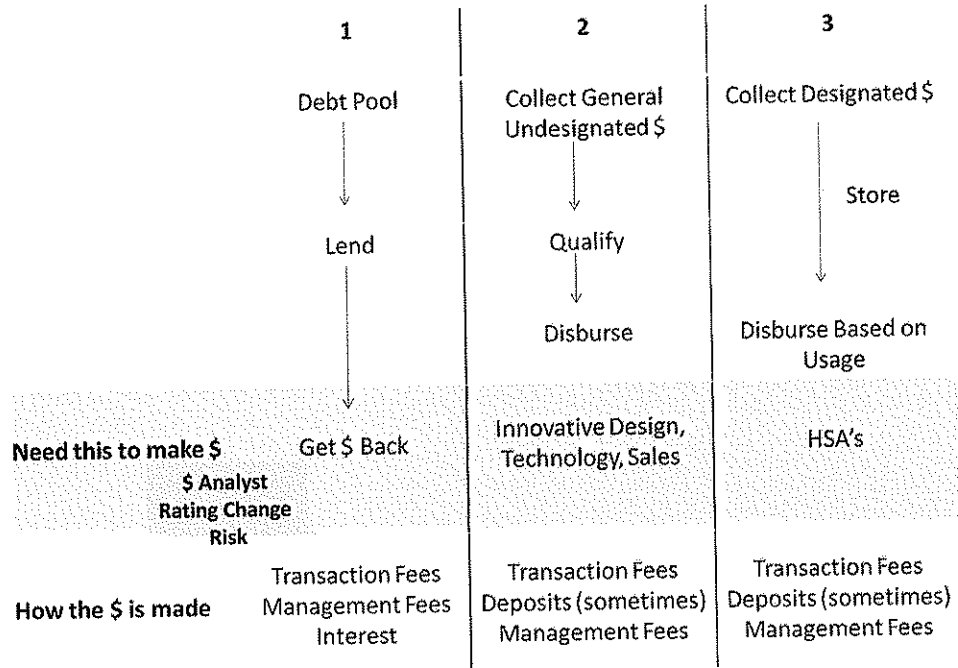 1
2
3
Debt Pool
Collect General
Undesignated $
Collect Designated $
Store
Lend
Qualify
Disburse
Disburse Based on
Usage
Need this to make $
Get $ Back
Innovative Design,
Technology, Sales
HSA's
$ Analyst
Rating Change
Risk
How the $ is made
Transaction Fees
Management Fees
Interest
Transaction Fees
Deposits (sometimes)
Management Fees
Transaction Fees
Deposits (sometimes)
Management Fees